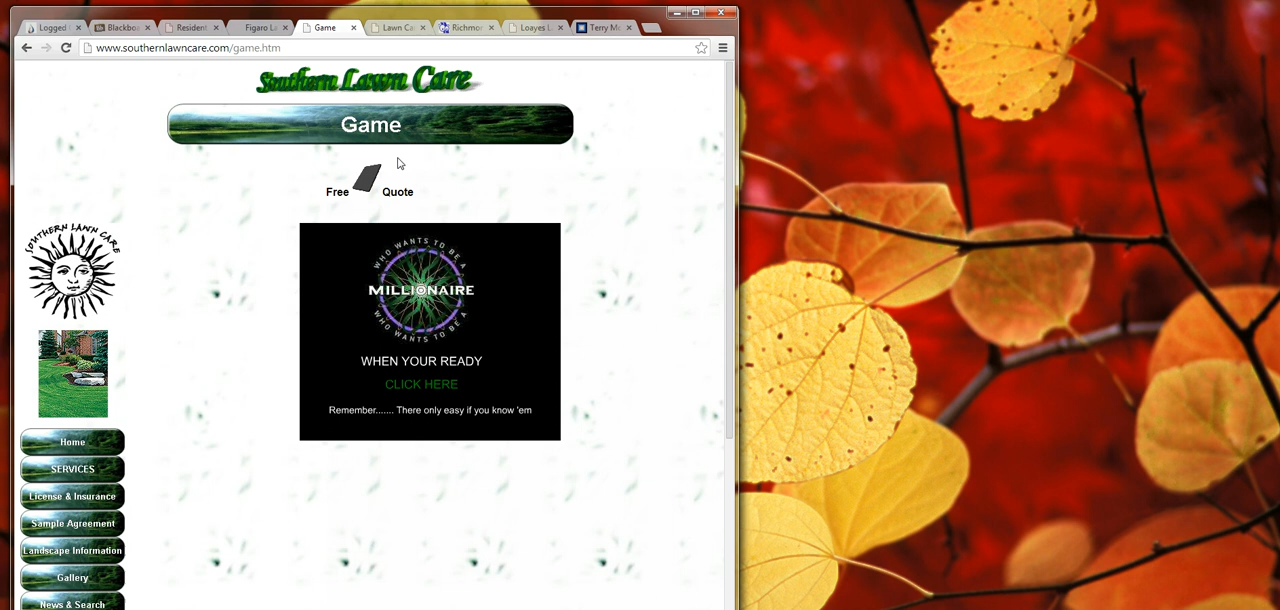 Logged
Blackboa
Resident
Figaro La
Game
Lawn Ca
Richmor
Loayes L
Terry Mc
www.southernlawncare.com/game.htm
Southern Lawn Care
Game
Free Quote
SOUTHERN LAWN CARE
WHO WANTS TO BE A
MILLIONAIRE
WHO WANTS TO BE A
WHEN YOUR READY
CLICK HERE
Remember....... There only easy if you know 'em
Home
SERVICES
License & Insurance
Sample Agreement
Landscape Information
Gallery
News & Search